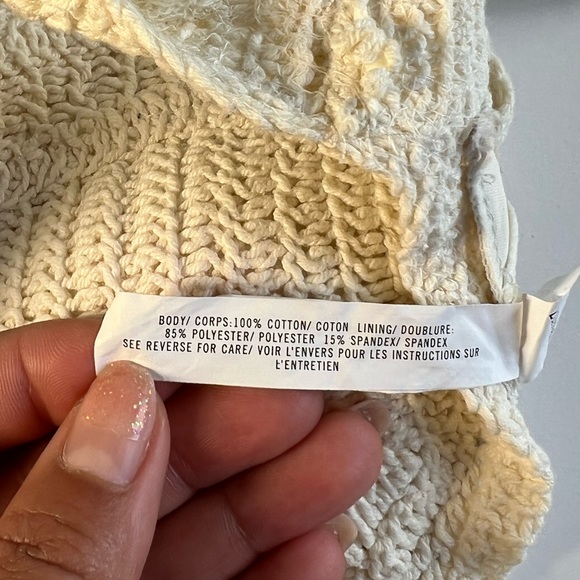 BODY/ CORPS:100% COTTON/ COTON LINING/ DOUBLURE:
85% POLYESTER/ POLYESTER 15% SPANDEX/ SPANDEX
SEE REVERSE FOR CARE/ VOIR L'ENVERS POUR LES INSTRUCTIONS SUR
L'ENTRETIEN